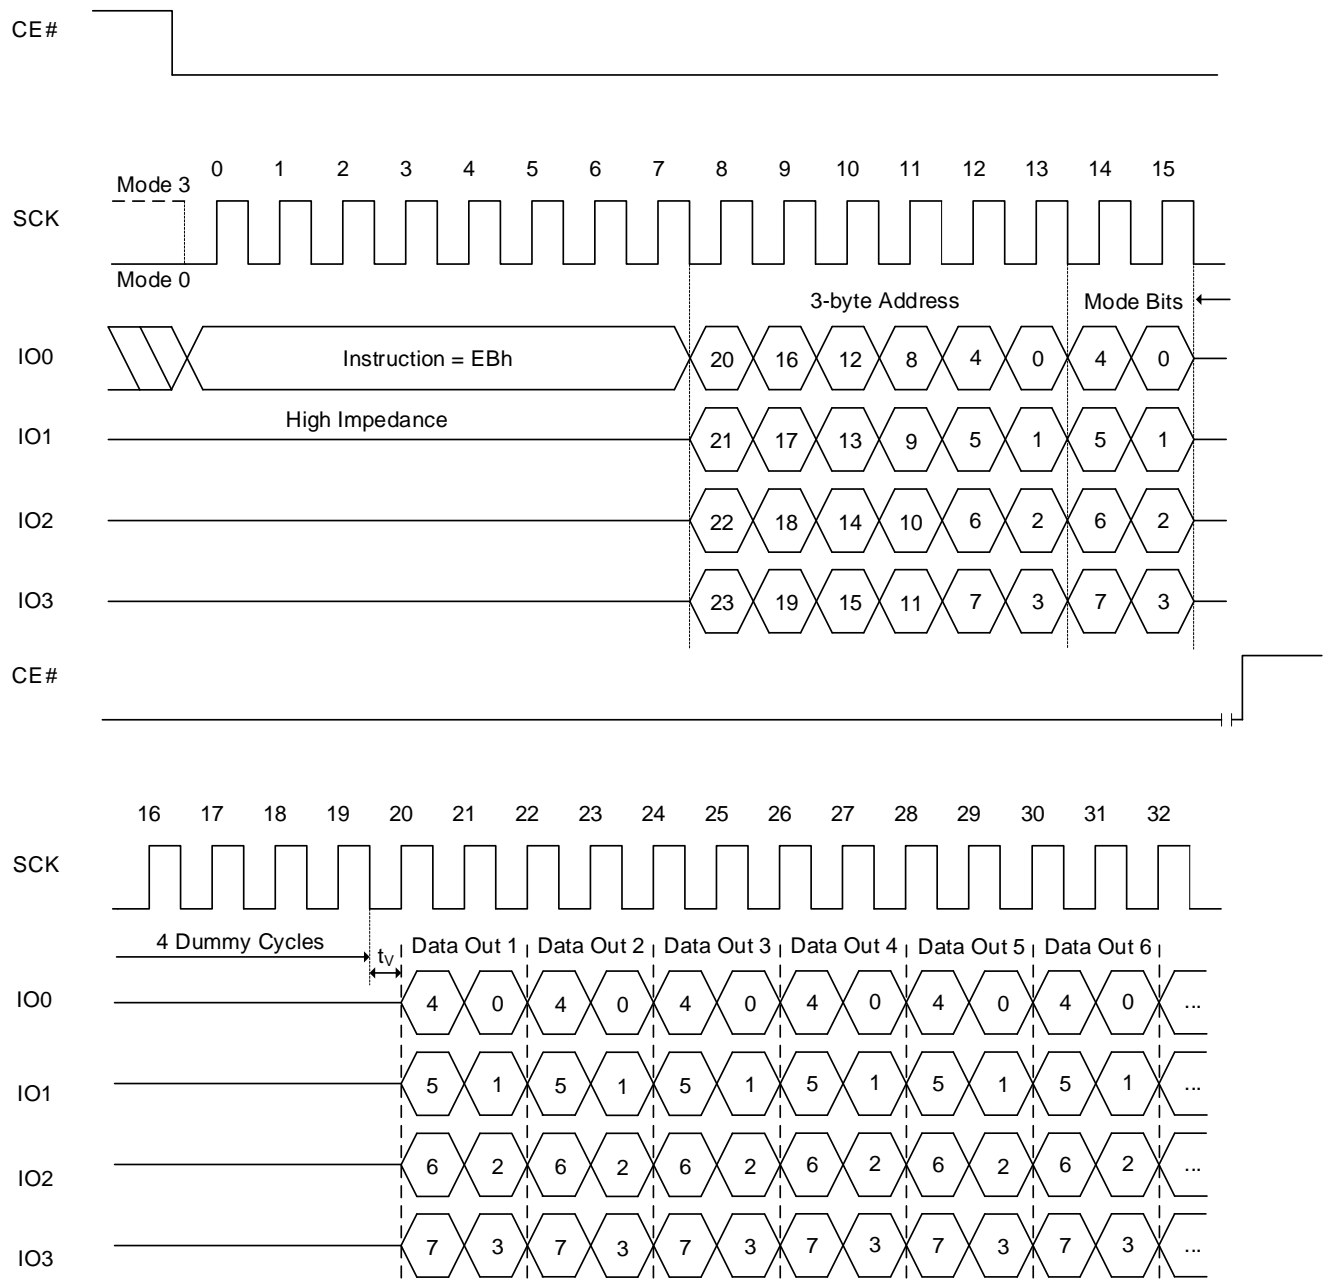 CE#
0 1 2 3 4 5 6 7 8 9 10 11 12 13 14 15
Mode 3
SCK
Mode 0
3-byte Address Mode Bits
IO0 Instruction = EBh 20 16 12 8 4 0 4 0
High Impedance
IO1 21 17 13 9 5 1 5 1
IO2 22 18 14 10 6 2 6 2
IO3 23 19 15 11 7 3 7 3
CE#
16 17 18 19 20 21 22 23 24 25 26 27 28 29 30 31 32
SCK
4 Dummy Cycles tV Data Out 1 Data Out 2 Data Out 3 Data Out 4 Data Out 5 Data Out 6
IO0 4 0 4 0 4 0 4 0 4 0 4 0 ...
IO1 5 1 5 1 5 1 5 1 5 1 5 1 ...
IO2 6 2 6 2 6 2 6 2 6 2 6 2 ...
IO3 7 3 7 3 7 3 7 3 7 3 7 3 ...